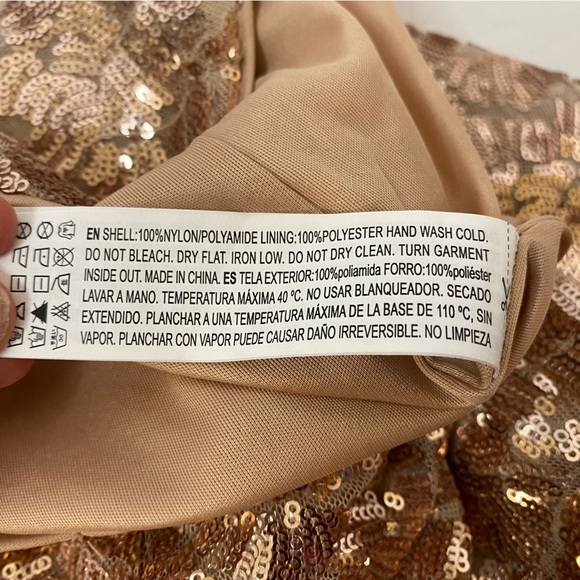 EN SHELL:100%NYLON/POLYAMIDE LINING:100%POLYESTER HAND WASH COLD.
DO NOT BLEACH. DRY FLAT. IRON LOW. DO NOT DRY CLEAN. TURN GARMENT
INSIDE OUT. MADE IN CHINA. ES TELA EXTERIOR:100%poliamida FORRO:100%poliéster
LAVAR A MANO. TEMPERATURA MÁXIMA 40 ºC. NO USAR BLANQUEADOR. SECADO
EXTENDIDO. PLANCHAR A UNA TEMPERATURA MÁXIMA DE LA BASE DE 110 ºC, SIN
VAPOR. PLANCHAR CON VAPOR PUEDE CAUSAR DAÑO IRREVERSIBLE. NO LIMPIEZA